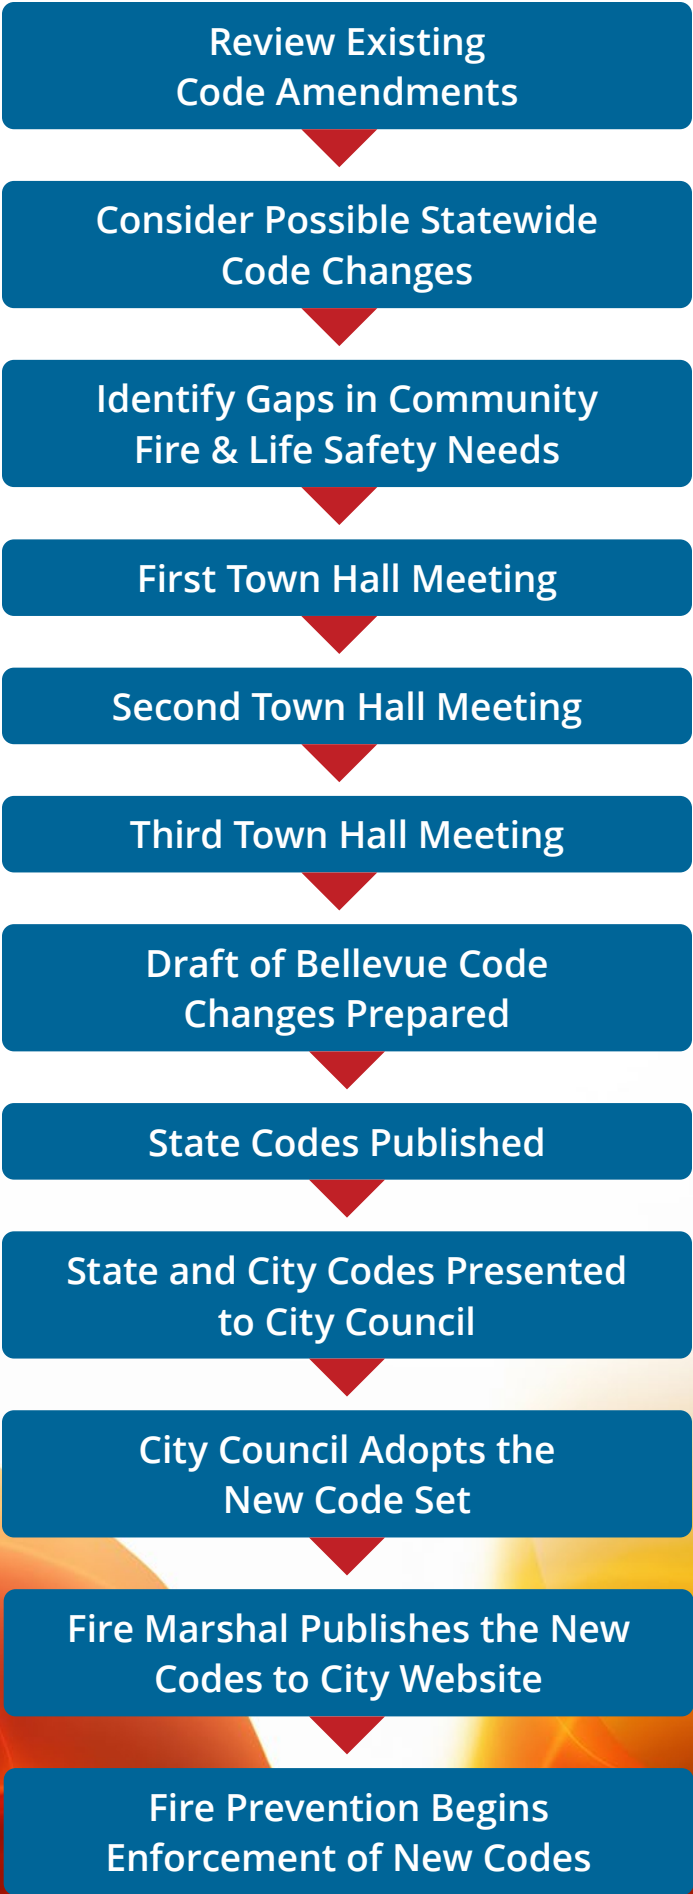 Review Existing
Code Amendments
Consider Possible Statewide
Code Changes
Identify Gaps in Community
Fire & Life Safety Needs
First Town Hall Meeting
Second Town Hall Meeting
Third Town Hall Meeting
Draft of Bellevue Code
Changes Prepared
State Codes Published
State and City Codes Presented
to City Council
City Council Adopts the
New Code Set
Fire Marshal Publishes the New
Codes to City Website
Fire Prevention Begins
Enforcement of New Codes